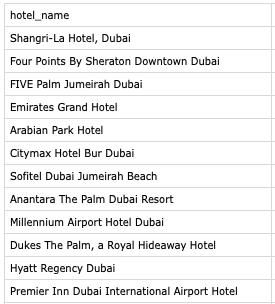 hotel_name
Shangri-La Hotel, Dubai
Four Points By Sheraton Downtown Dubai
FIVE Palm Jumeirah Dubai
Emirates Grand Hotel
Arabian Park Hotel
Citymax Hotel Bur Dubai
Sofitel Dubai Jumeirah Beach
Anantara The Palm Dubai Resort
Millennium Airport Hotel Dubai
Dukes The Palm, a Royal Hideaway Hotel
Hyatt Regency Dubai
Premier Inn Dubai International Airport Hotel